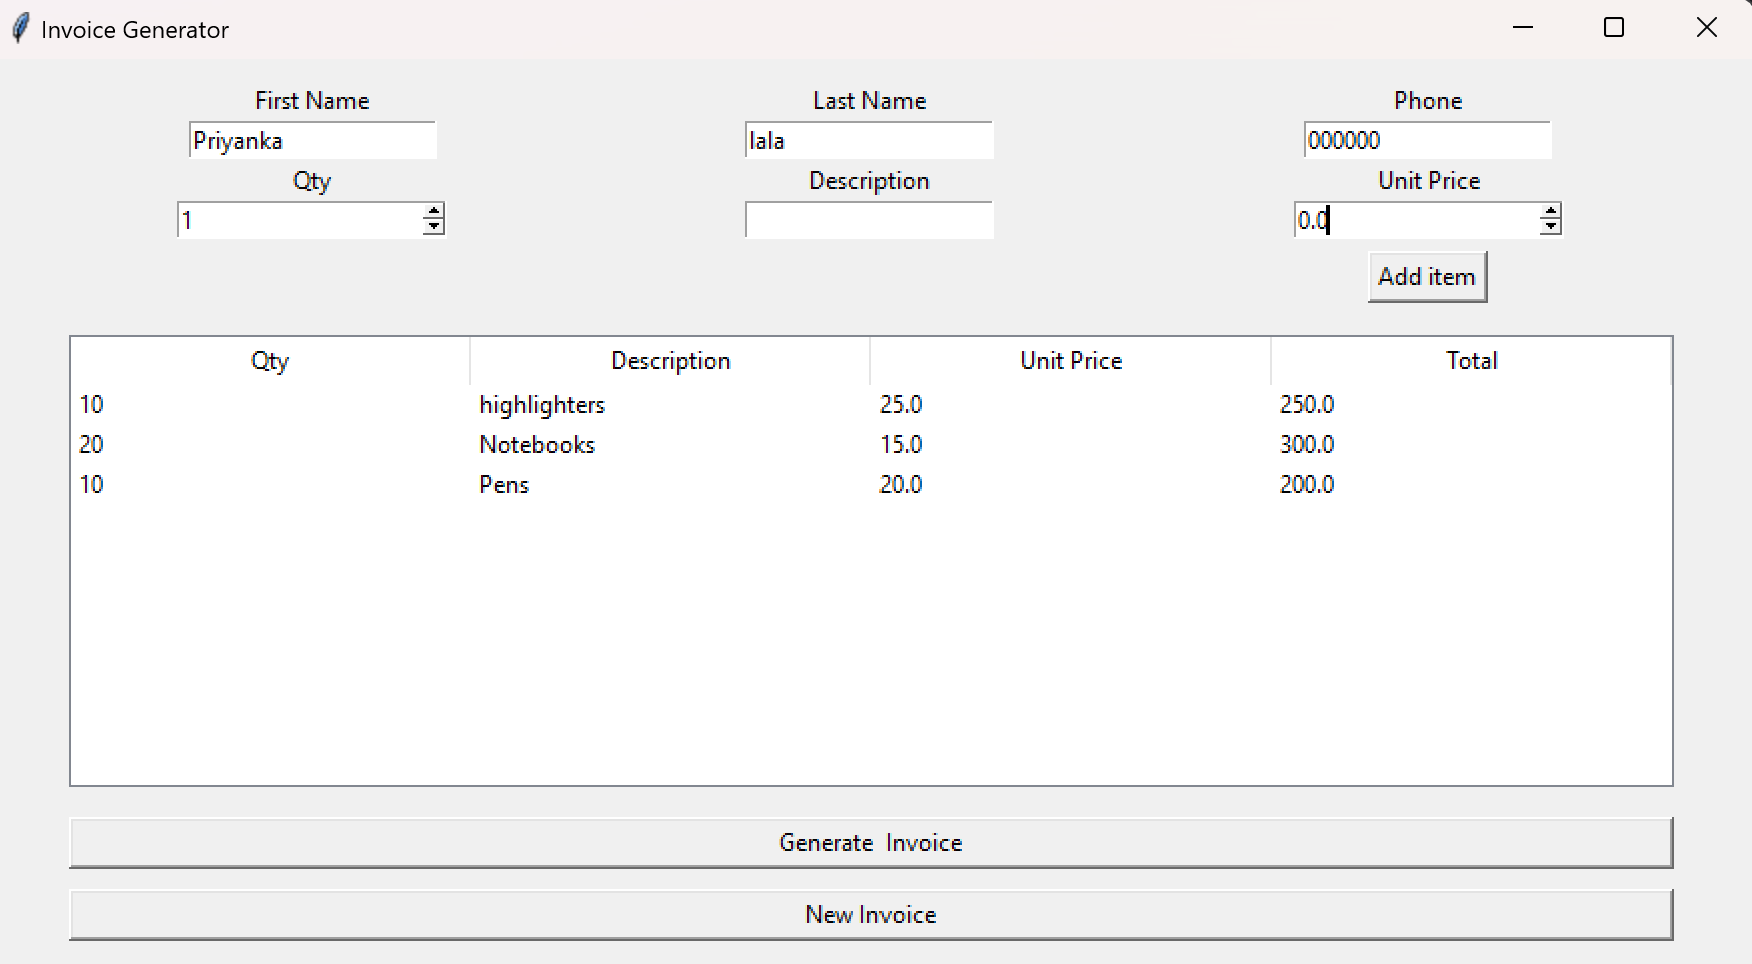 Invoice Generator
First Name Last Name Phone
Priyanka lala 000000
Qty Description Unit Price
1 0.0
Add item
Qty Description Unit Price Total
10 highlighters 25.0 250.0
20 Notebooks 15.0 300.0
10 Pens 20.0 200.0
Generate  Invoice
New Invoice